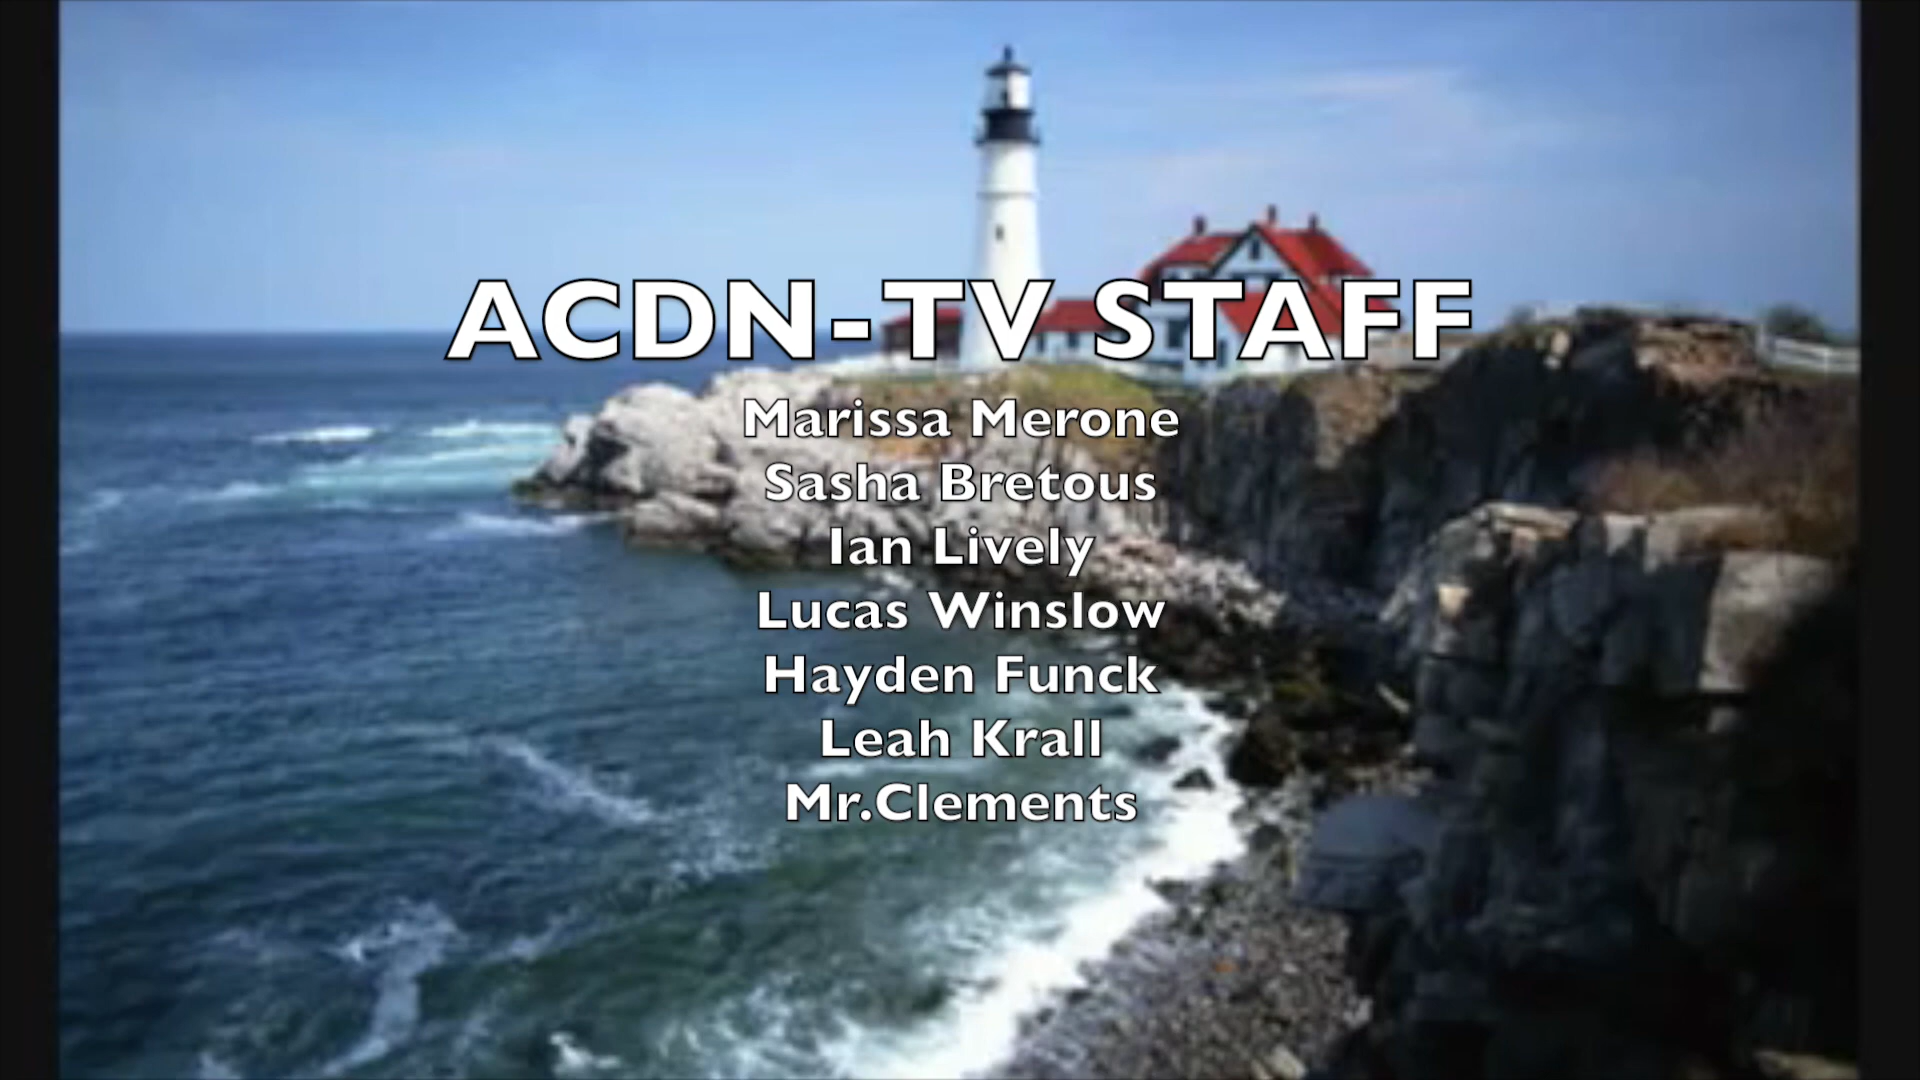 ACDN-TV STAFF
Marissa Merone
Sasha Bretous
Ian Lively
Lucas Winslow
Hayden Funck
Leah Krall
Mr.Clements